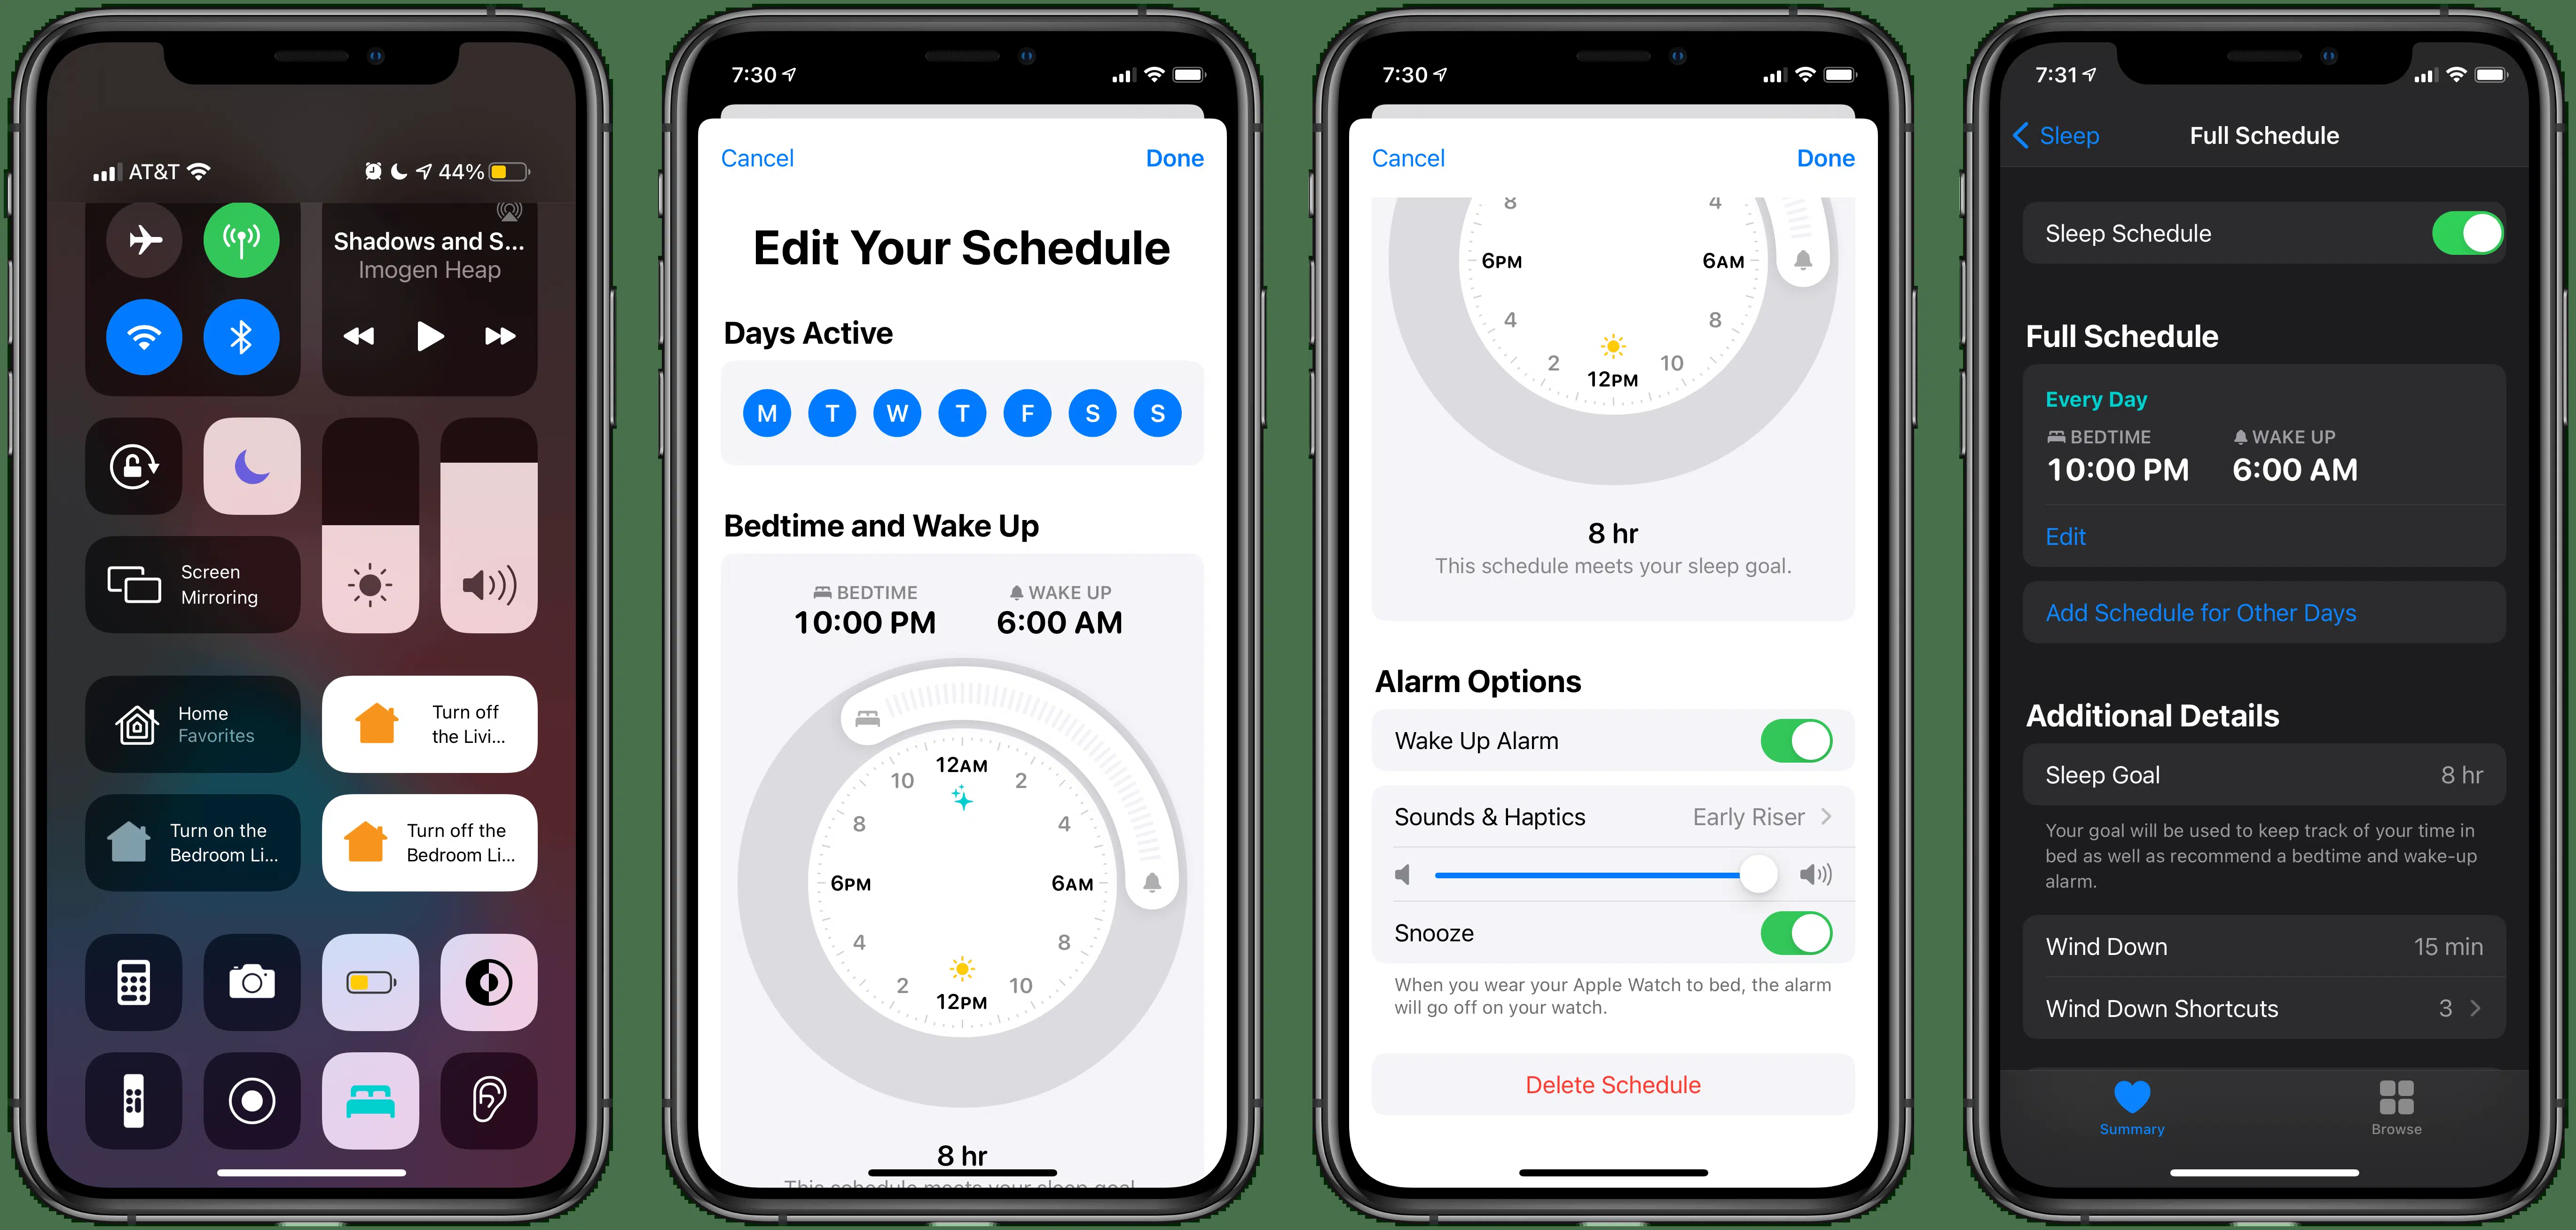 AT&T
44%
Shadows and S...
Imogen Heap
Screen
Mirroring
Home
Favorites
Turn off
the Livi...
Turn on the
Bedroom Li...
Turn off the
Bedroom Li...
7:30
Cancel
Done
Edit Your Schedule
Days Active
M T W T F S S
Bedtime and Wake Up
BEDTIME
10:00 PM
WAKE UP
6:00 AM
12AM
10
2
8
4
6PM
6AM
4
8
2
10
12PM
8 hr
This schedule meets your sleep goal.
7:30
Cancel
Done
8
4
6PM
6AM
4
8
2
10
12PM
8 hr
This schedule meets your sleep goal.
Alarm Options
Wake Up Alarm
Sounds & Haptics
Early Riser
Snooze
When you wear your Apple Watch to bed, the alarm
will go off on your watch.
Delete Schedule
7:31
Sleep
Full Schedule
Sleep Schedule
Full Schedule
Every Day
BEDTIME
10:00 PM
WAKE UP
6:00 AM
Edit
Add Schedule for Other Days
Additional Details
Sleep Goal
8 hr
Your goal will be used to keep track of your time in
bed as well as recommend a bedtime and wake-up
alarm.
Wind Down
15 min
Wind Down Shortcuts
3
Summary
Browse